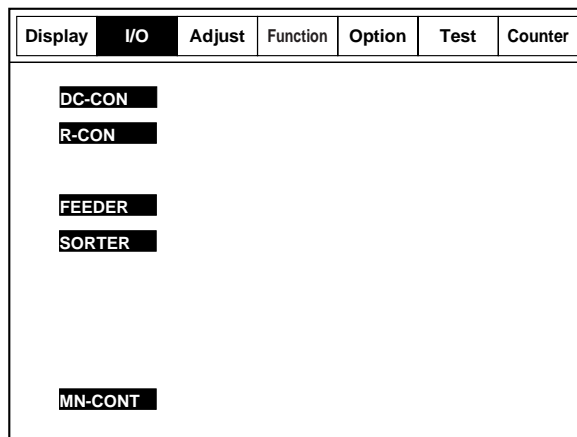 Display I/O Adjust Function Option Test Counter
DC-CON
R-CON
FEEDER
SORTER
MN-CONT